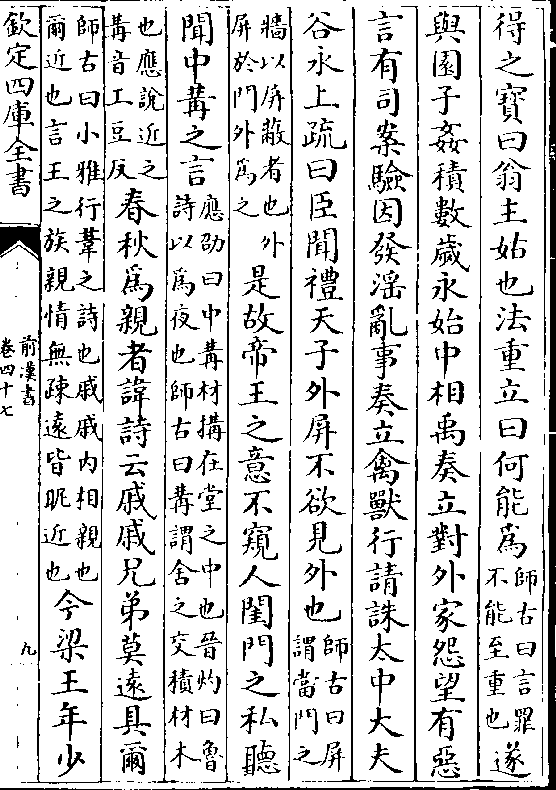 得之寶曰翁主姑也法重立曰何能爲師古曰言罪不能至重也遂
與園子姦積數歲永始中相禹奏立對外家怨望有惡
言有司案驗因發淫亂事奏立禽獸行請誅太中大夫
谷永上疏曰臣聞禮天子外屏不欲見外也師古曰屏謂當門之
牆以屏蔽者也外屏於門外爲之是故帝王之意不窺人閨門之私聽
聞中冓之言應劭曰中冓材搆在堂之中也晉灼曰魯詩以爲夜也師古曰冓謂舍之交積材木
也應說近之冓音工豆反春秋爲親者諱詩云戚戚兄弟莫遠具爾
師古曰小雅行葦之詩也戚戚内相親也爾近也言王之族親情無疎遠皆昵近也今梁王年少
欽定四庫全書
前漢書
卷四十七
九